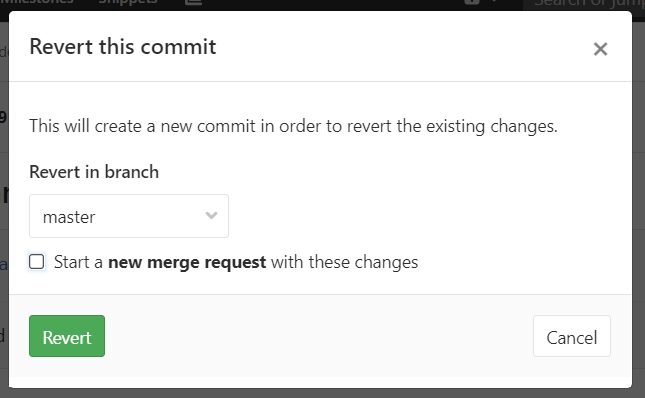 Milestones Snippets
Search or jump
Revert this commit
This will create a new commit in order to revert the existing changes.
Revert in branch
master
Start a new merge request with these changes
Revert Cancel